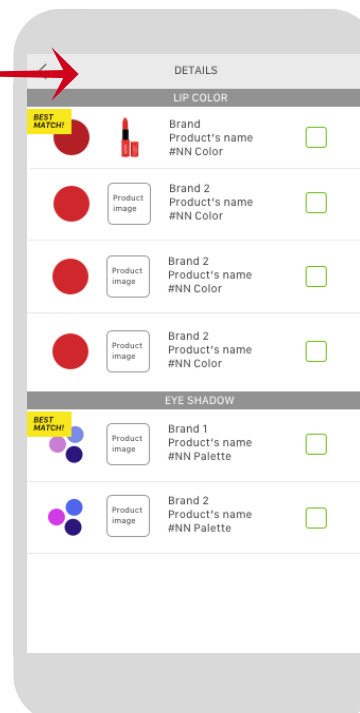 DETAILS
LIP COLOR
BEST
MATCH!
Brand
Product's name
#NN Color
Product
image
Brand 2
Product's name
#NN Color
Product
image
Brand 2
Product's name
#NN Color
Product
image
Brand 2
Product's name
#NN Color
EYE SHADOW
BEST
MATCH!
Product
image
Brand 1
Product's name
#NN Palette
Product
image
Brand 2
Product's name
#NN Palette